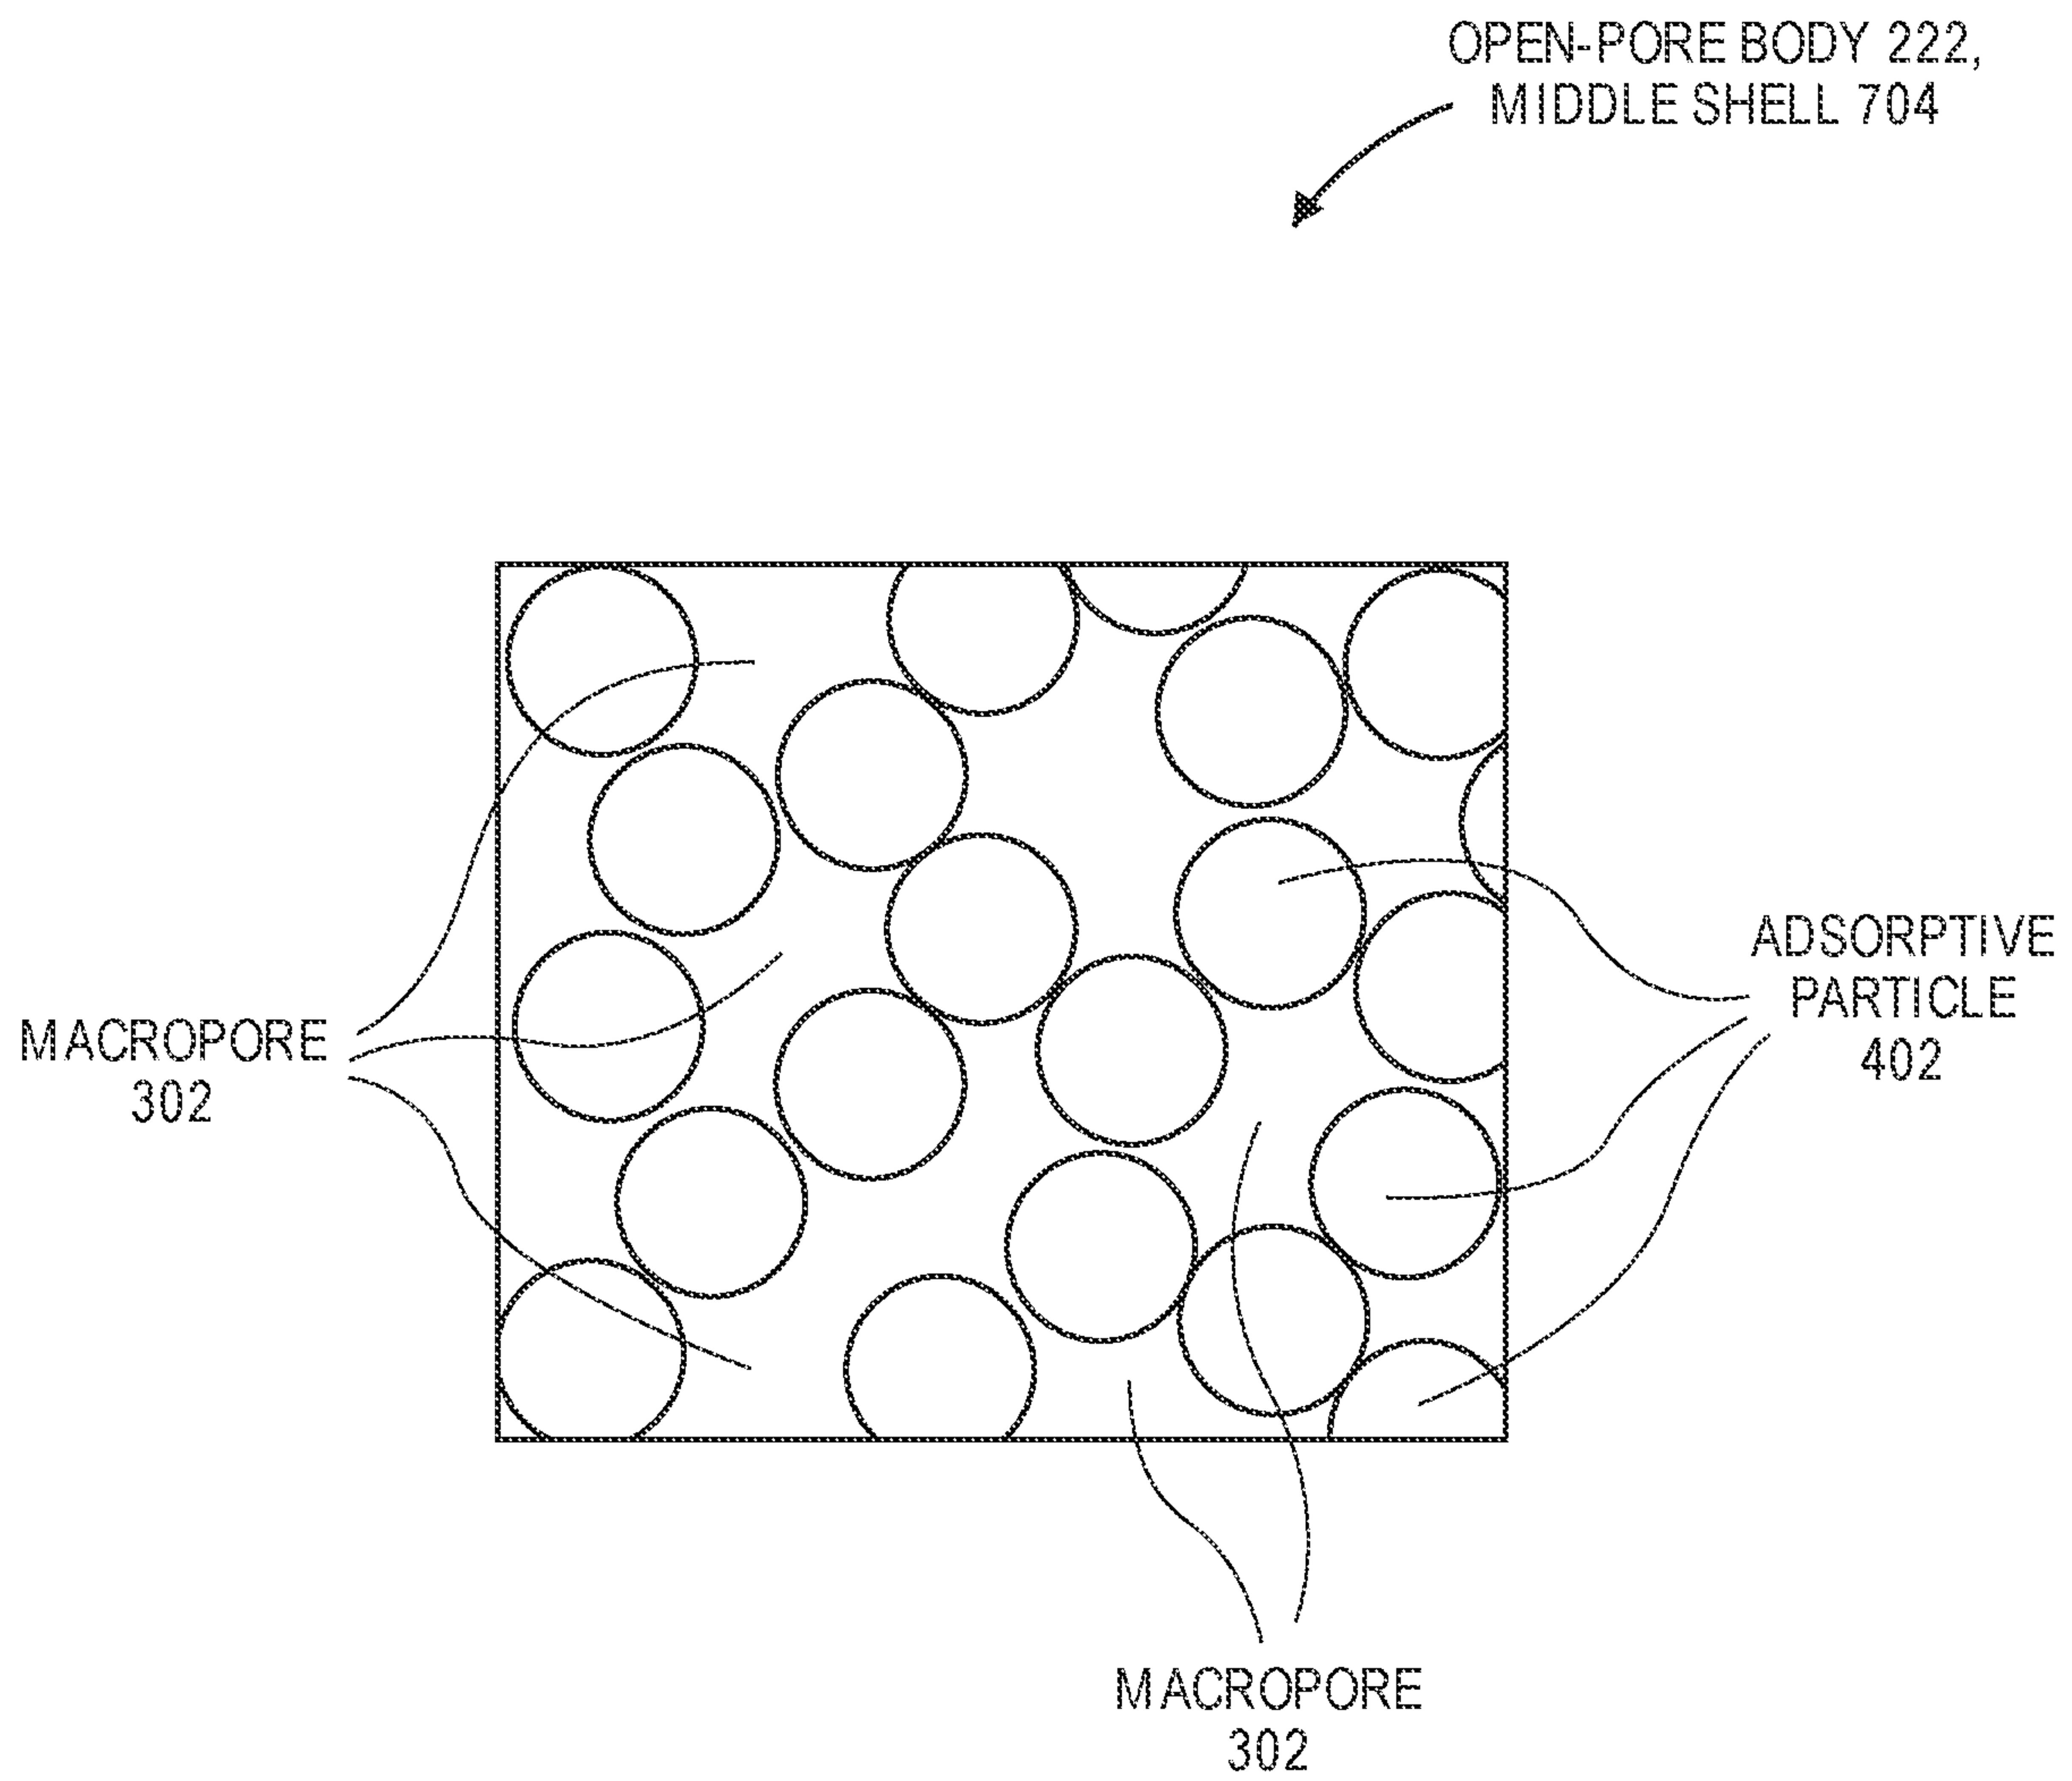 OPEN-PORE BODY 222,
MIDDLE SHELL 704
MACROPORE
302
ADSORPTIVE
PARTICLE
402
MACROPORE
302